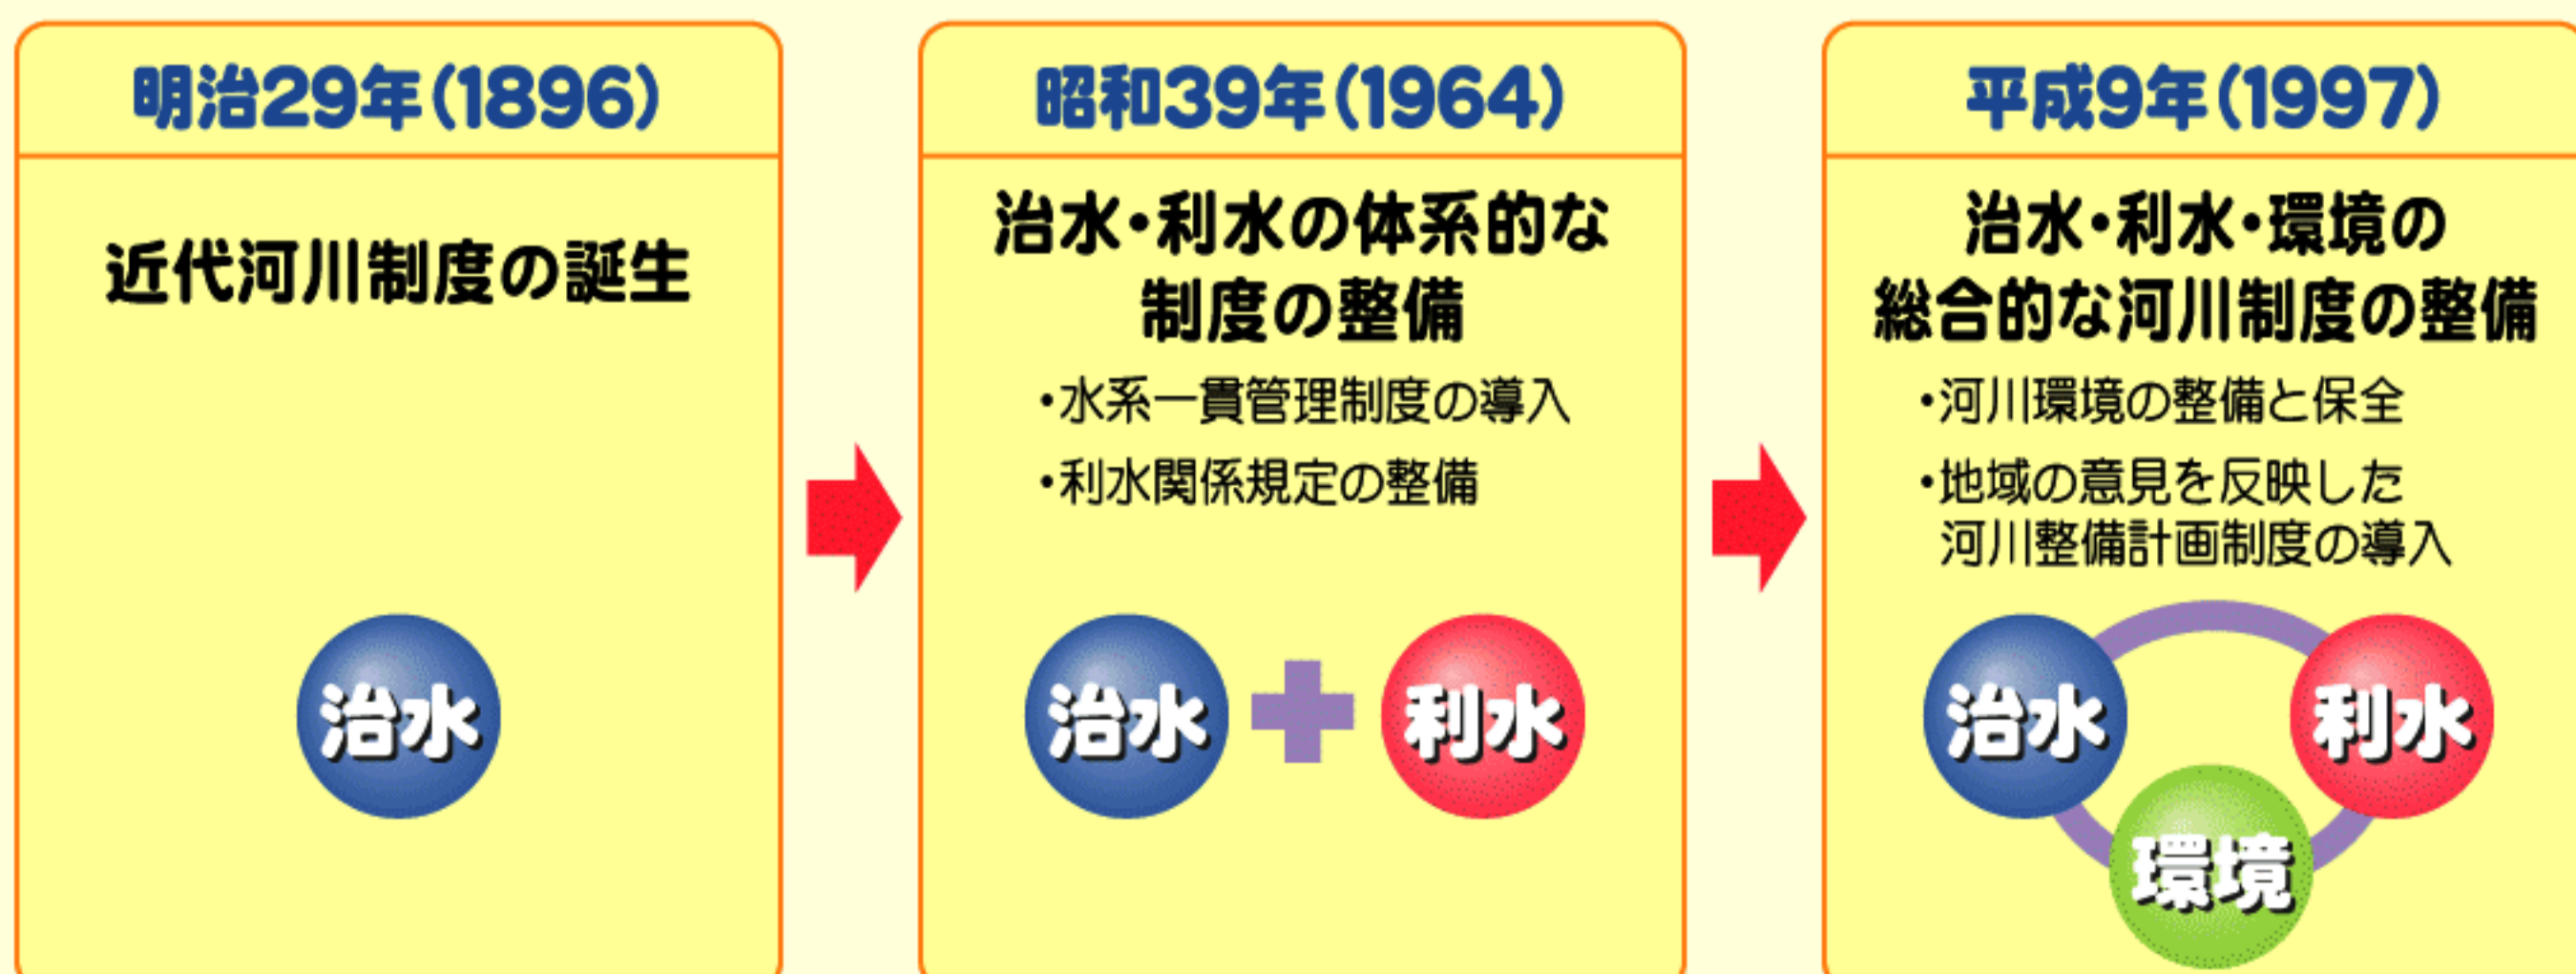 明治29年(1896)
近代河川制度の誕生
治水
昭和39年(1964)
治水・利水の体系的な
制度の整備
・水系一貫管理制度の導入
・利水関係規定の整備
治水
利水
平成9年(1997)
治水・利水・環境の
総合的な河川制度の整備
・河川環境の整備と保全
・地域の意見を反映した
河川整備計画制度の導入
治水
利水
環境